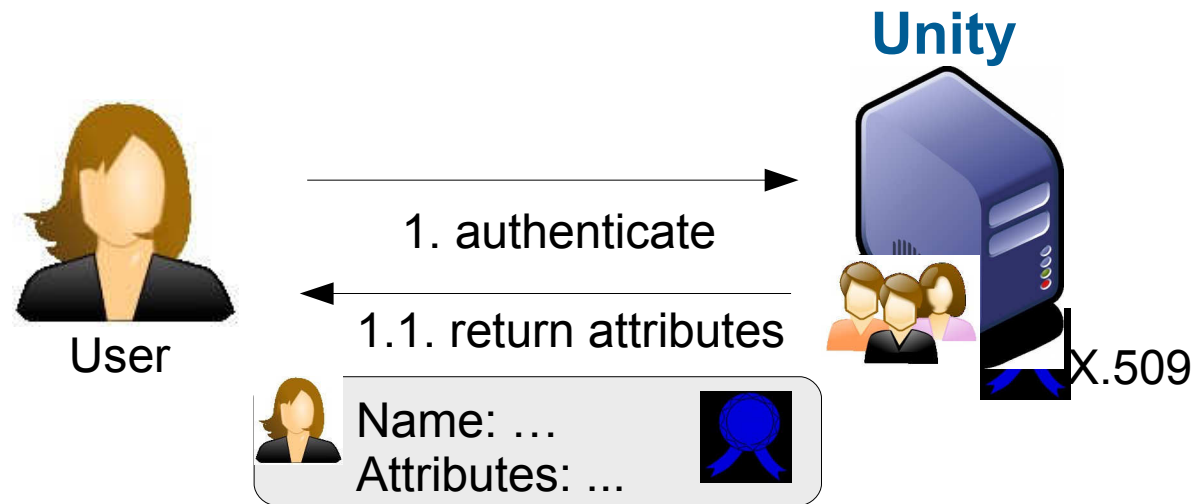 Unity
1. authenticate
1.1. return attributes
User
X.509
Name: …
Attributes: ...